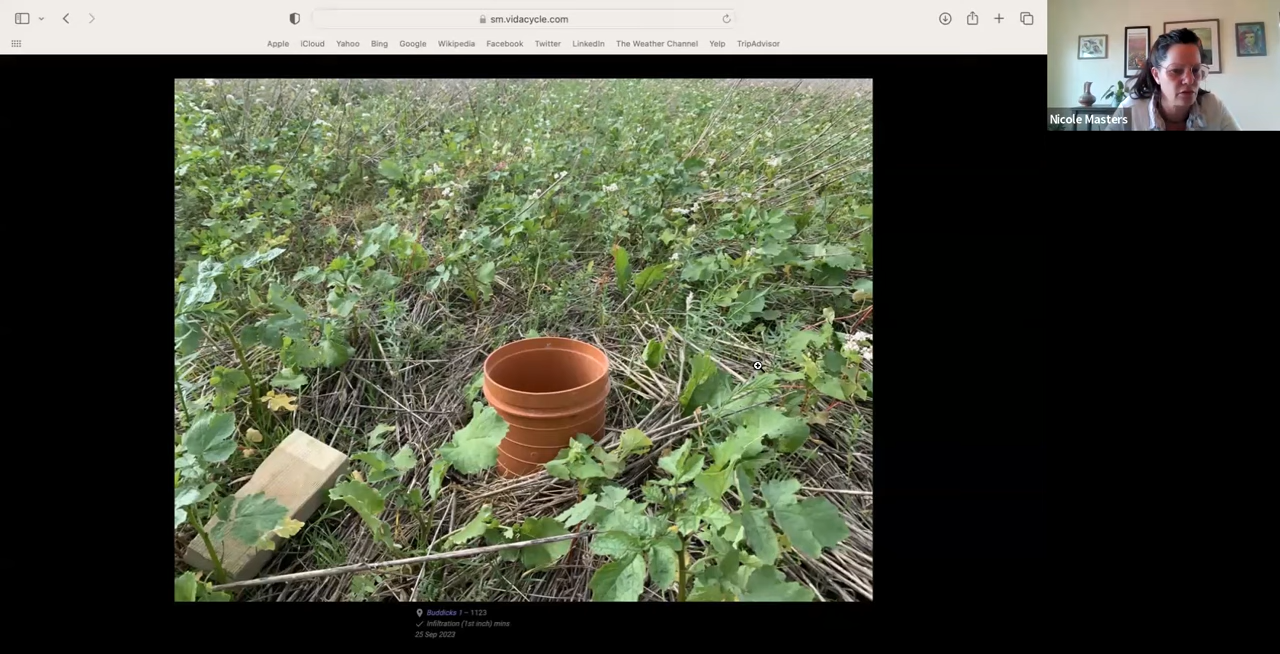 sm.vidacycle.com
Apple iCloud Yahoo Bing Google Wikipedia Facebook Twitter LinkedIn The Weather Channel Yelp TripAdvisor
Nicole Masters
Buddicks 1 – 1123
Infiltration (1st inch) mins
25 Sep 2023